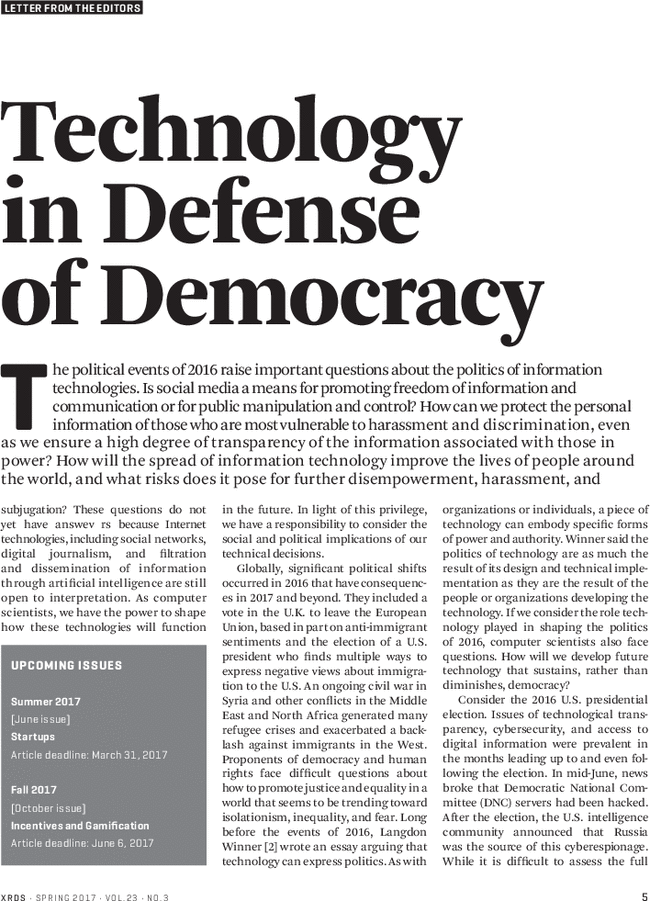 LETTER FROM THE EDITORS
Technology
in Defense
of Democracy
The political events of 2016 raise important questions about the politics of information
technologies. Is social media a means for promoting freedom of information and
communication or for public manipulation and control? How can we protect the personal
information of those who are most vulnerable to harassment and discrimination, even
as we ensure a high degree of transparency of the information associated with those in
power? How will the spread of information technology improve the lives of people around
the world, and what risks does it pose for further disempowerment, harassment, and
subjugation? These questions do not
yet have answev rs because Internet
technologies, including social networks,
digital journalism, and filtration
and dissemination of information
through artificial intelligence are still
open to interpretation. As computer
scientists, we have the power to shape
how these technologies will function
UPCOMING ISSUES
Summer 2017
[June issue]
Startups
Article deadline: March 31, 2017
Fall 2017
[October issue]
Incentives and Gamification
Article deadline: June 6, 2017
in the future. In light of this privilege,
we have a responsibility to consider the
social and political implications of our
technical decisions.
Globally, significant political shifts
occurred in 2016 that have consequenc-
es in 2017 and beyond. They included a
vote in the U.K. to leave the European
Union, based in part on anti-immigrant
sentiments and the election of a U.S.
president who finds multiple ways to
express negative views about immigra-
tion to the U.S. An ongoing civil war in
Syria and other conflicts in the Middle
East and North Africa generated many
refugee crises and exacerbated a back-
lash against immigrants in the West.
Proponents of democracy and human
rights face difficult questions about
how to promote justice and equality in a
world that seems to be trending toward
isolationism, inequality, and fear. Long
before the events of 2016, Langdon
Winner [2] wrote an essay arguing that
technology can express politics. As with
organizations or individuals, a piece of
technology can embody specific forms
of power and authority. Winner said the
politics of technology are as much the
result of its design and technical imple-
mentation as they are the result of the
people or organizations developing the
technology. If we consider the role tech-
nology played in shaping the politics
of 2016, computer scientists also face
questions. How will we develop future
technology that sustains, rather than
diminishes, democracy?
Consider the 2016 U.S. presidential
election. Issues of technological trans-
parency, cybersecurity, and access to
digital information were prevalent in
the months leading up to and even fol-
lowing the election. In mid-June, news
broke that Democratic National Com-
mittee (DNC) servers had been hacked.
After the election, the U.S. intelligence
community announced that Russia
was the source of this cyberespionage.
While it is difficult to assess the full
XRDS · SPRING 2017 · VOL.23 · NO.3
5